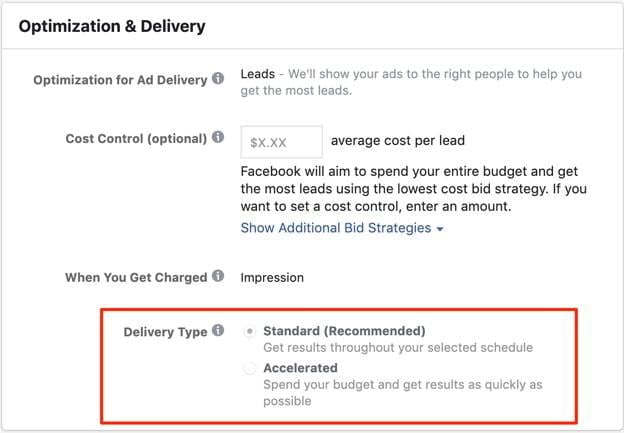 Optimization & Delivery
Optimization for Ad Delivery
Leads - We'll show your ads to the right people to help you
get the most leads.
Cost Control (optional)
$X.XX average cost per lead
Facebook will aim to spend your entire budget and get
the most leads using the lowest cost bid strategy. If you
want to set a cost control, enter an amount.
Show Additional Bid Strategies
When You Get Charged
Impression
Delivery Type
Standard (Recommended)
Get results throughout your selected schedule
Accelerated
Spend your budget and get results as quickly as
possible